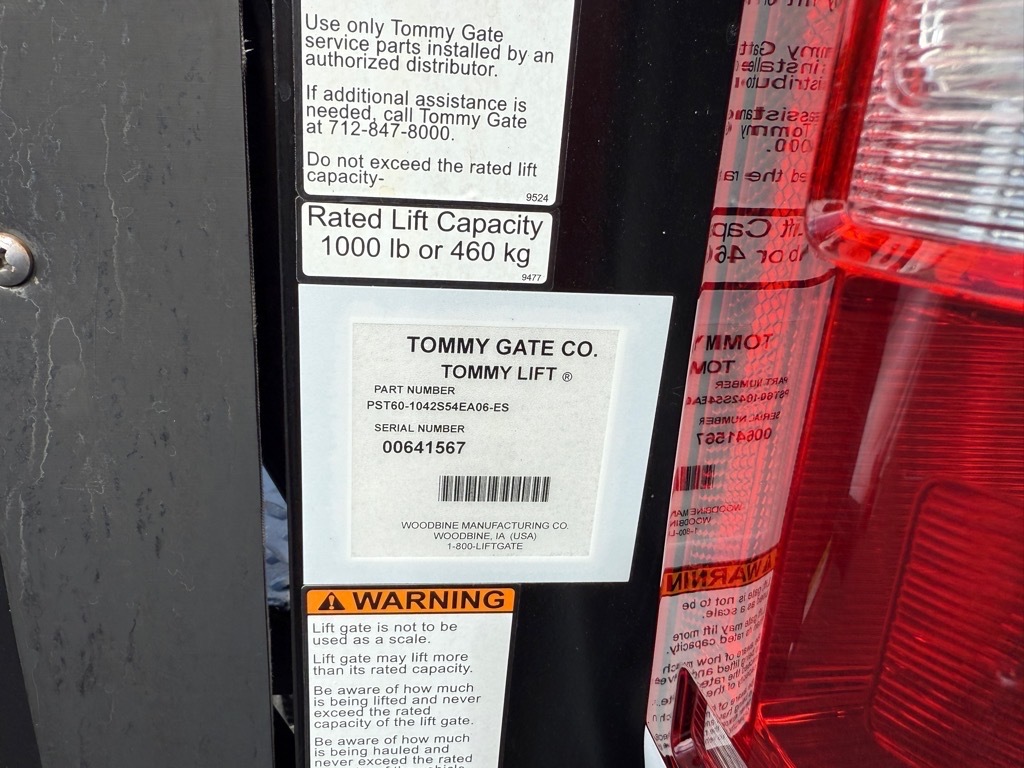 Use only Tommy Gate
service parts installed by an
authorized distributor.
If additional assistance is
needed, call Tommy Gate
at 712-847-8000.
Do not exceed the rated lift
capacity-
9524
Rated Lift Capacity
1000 lb or 460 kg
9477
TOMMY GATE CO.
TOMMY LIFT ®
PART NUMBER
PST60-1042S54EA06-ES
SERIAL NUMBER
00641567
WOODBINE MANUFACTURING CO.
WOODBINE, IA (USA)
1-800-LIFTGATE
WARNING
Lift gate is not to be
used as a scale.
Lift gate may lift more
than its rated capacity.
Be aware of how much
is being lifted and never
exceed the rated
capacity of the lift gate.
Be aware of how much
is being hauled and
never exceed the rated